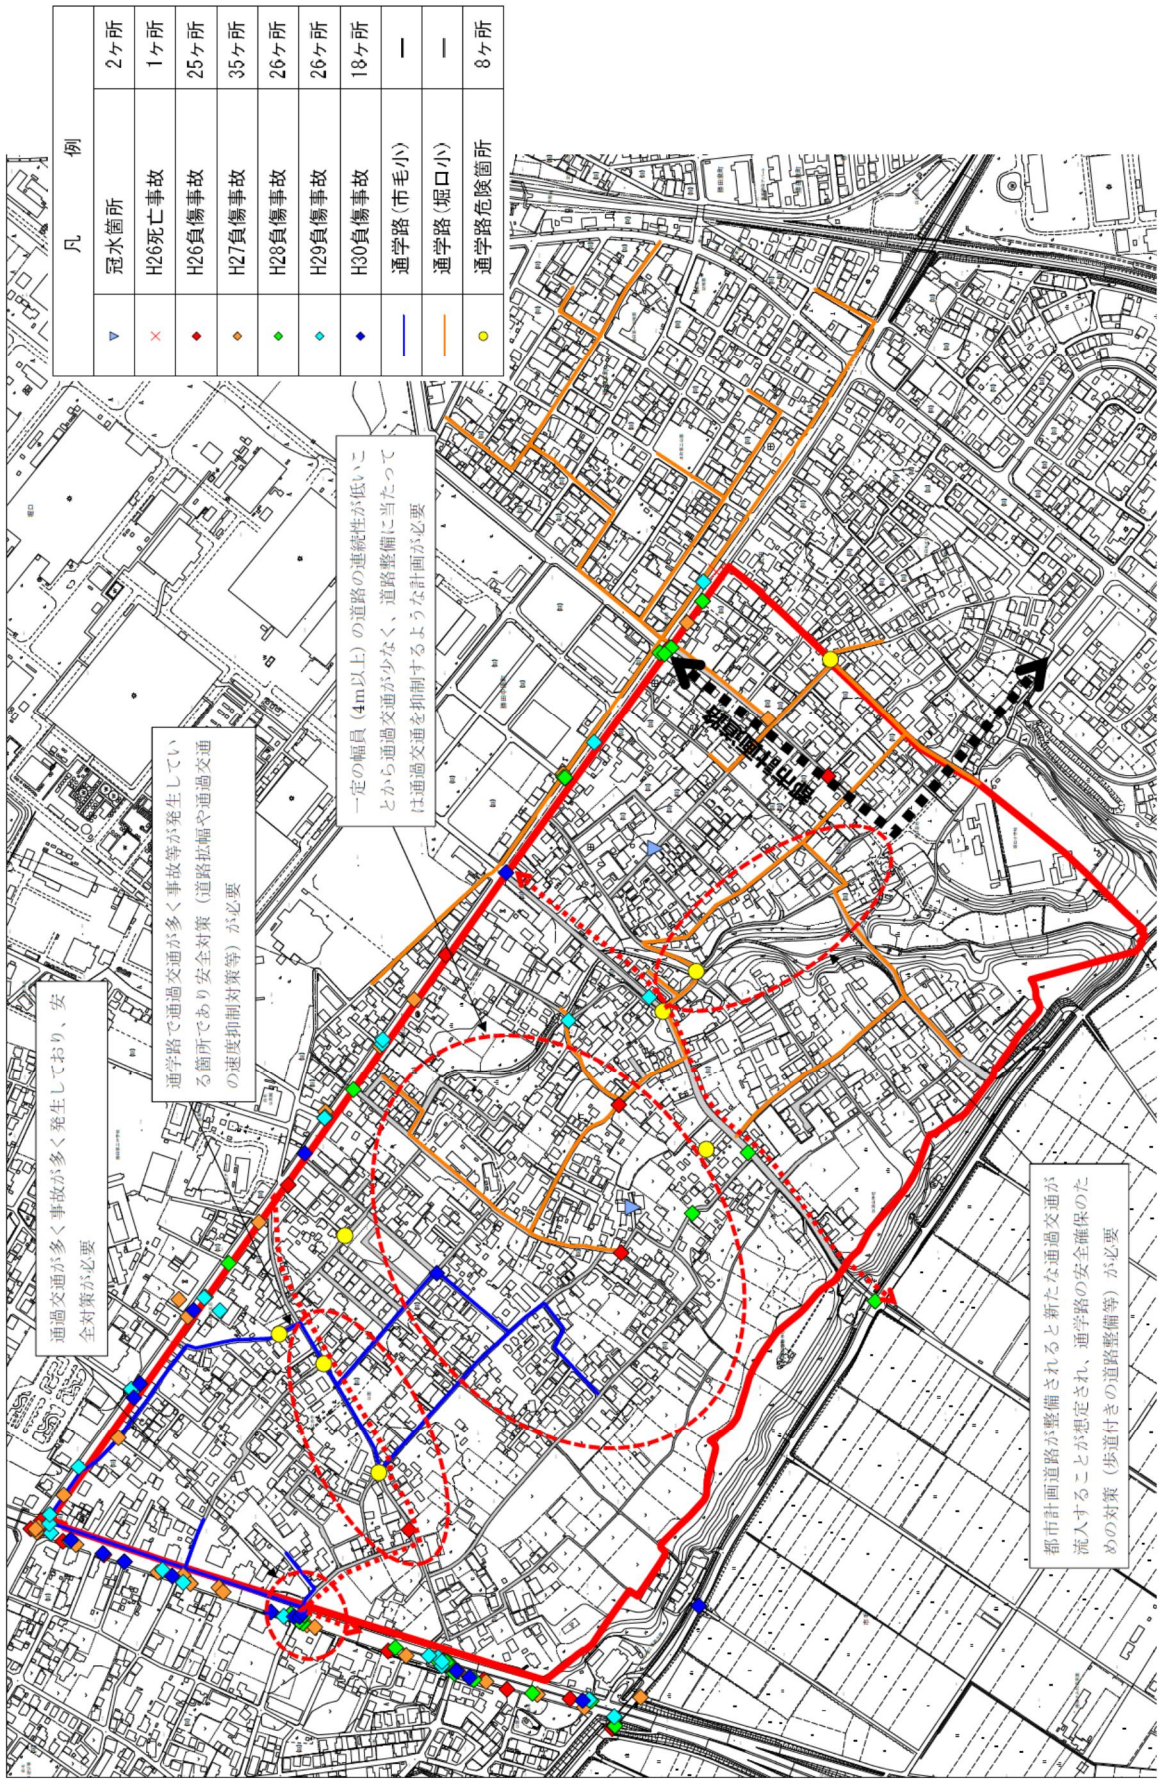 凡　例
冠水箇所 2ヶ所
H26死亡事故 1ヶ所
H26負傷事故 25ヶ所
H27負傷事故 35ヶ所
H28負傷事故 26ヶ所
H29負傷事故 26ヶ所
H30負傷事故 18ヶ所
通学路(市毛小) ―
通学路(堀口小) ―
通学路危険箇所 8ヶ所
通過交通が多く事故が多く発生しており、安
全対策が必要
通学路で通過交通が多く事故等が発生してい
る箇所であり安全対策（道路拡幅や通過交通
の速度抑制対策等）が必要
一定の幅員（4m以上）の道路の連続性が低いこ
とから通過交通が少なく、道路整備に当たって
は通過交通を抑制するような計画が必要
都市計画道路
都市計画道路が整備されると新たな通過交通が
流入することが想定され、通学路の安全確保のた
めの対策（歩道付きの道路整備等）が必要
堀口